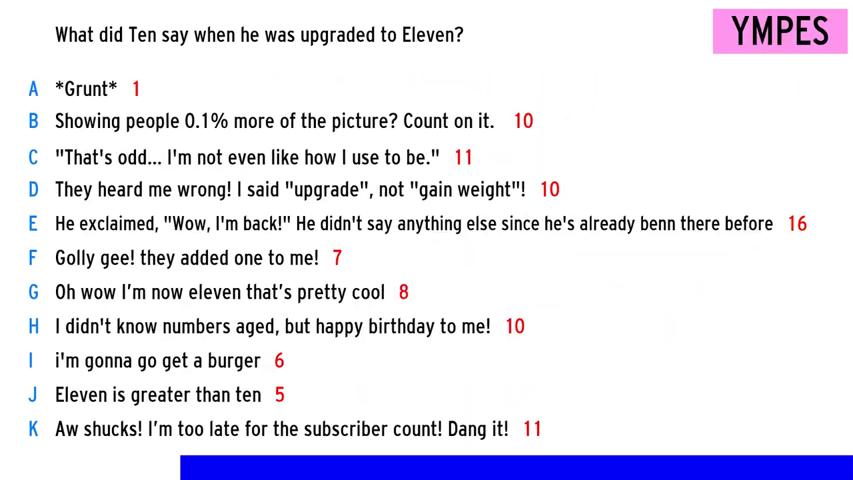 What did Ten say when he was upgraded to Eleven?
YMPES
A *Grunt* 1
B Showing people 0.1% more of the picture? Count on it. 10
C "That's odd... I'm not even like how I use to be." 11
D They heard me wrong! I said "upgrade", not "gain weight"! 10
E He exclaimed, "Wow, I'm back!" He didn't say anything else since he's already benn there before 16
F Golly gee! they added one to me! 7
G Oh wow I'm now eleven that's pretty cool 8
H I didn't know numbers aged, but happy birthday to me! 10
I i'm gonna go get a burger 6
J Eleven is greater than ten 5
K Aw shucks! I'm too late for the subscriber count! Dang it! 11